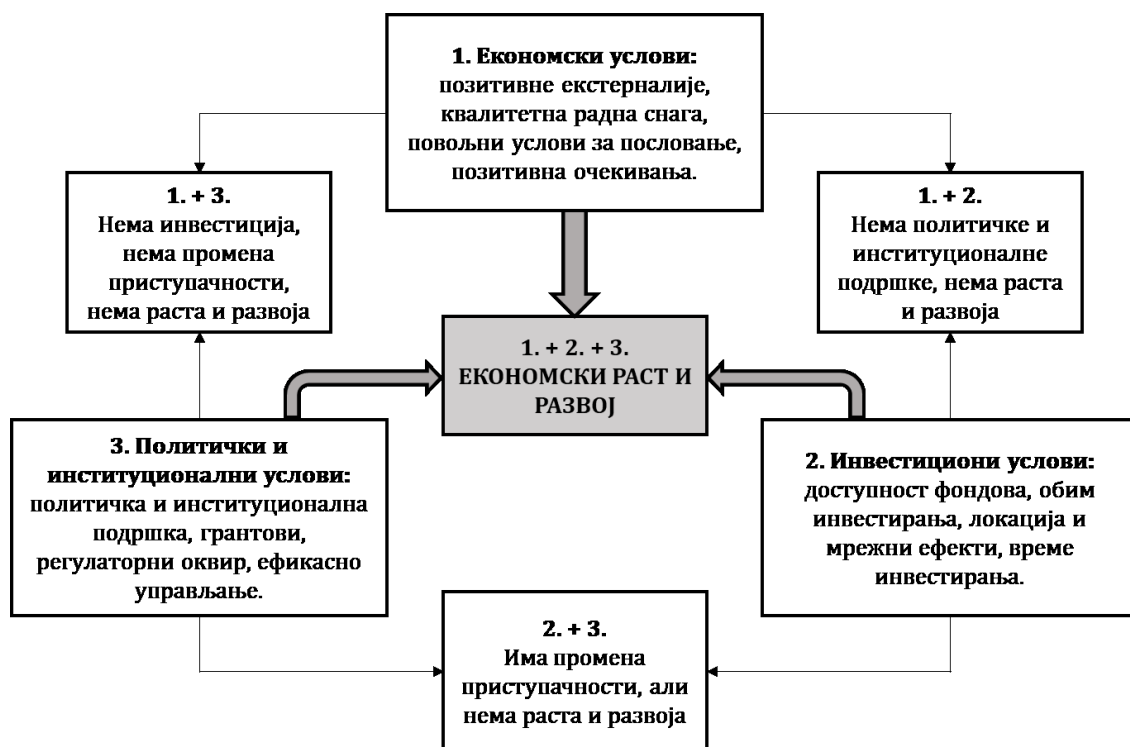 1. Економски услови:
позитивне екстерналије,
квалитетна радна снага,
повољни услови за пословање,
позитивна очекивања.
1. + 3.
Нема инвестиција,
нема промена
приступачности,
нема раста и развоја
1. + 2.
Нема политичке и
институционалне
подршке, нема раста
и развоја
1. + 2. + 3.
ЕКОНОМСКИ РАСТ И
РАЗВОЈ
3. Политички и
институционални услови:
политичка и институционална
подршка, грантови,
регулаторни оквир, ефикасно
управљање.
2. Инвестициони услови:
доступност фондова, обим
инвестирања, локација и
мрежни ефекти, време
инвестирања.
2. + 3.
Има промена
приступачности, али
нема раста и развоја